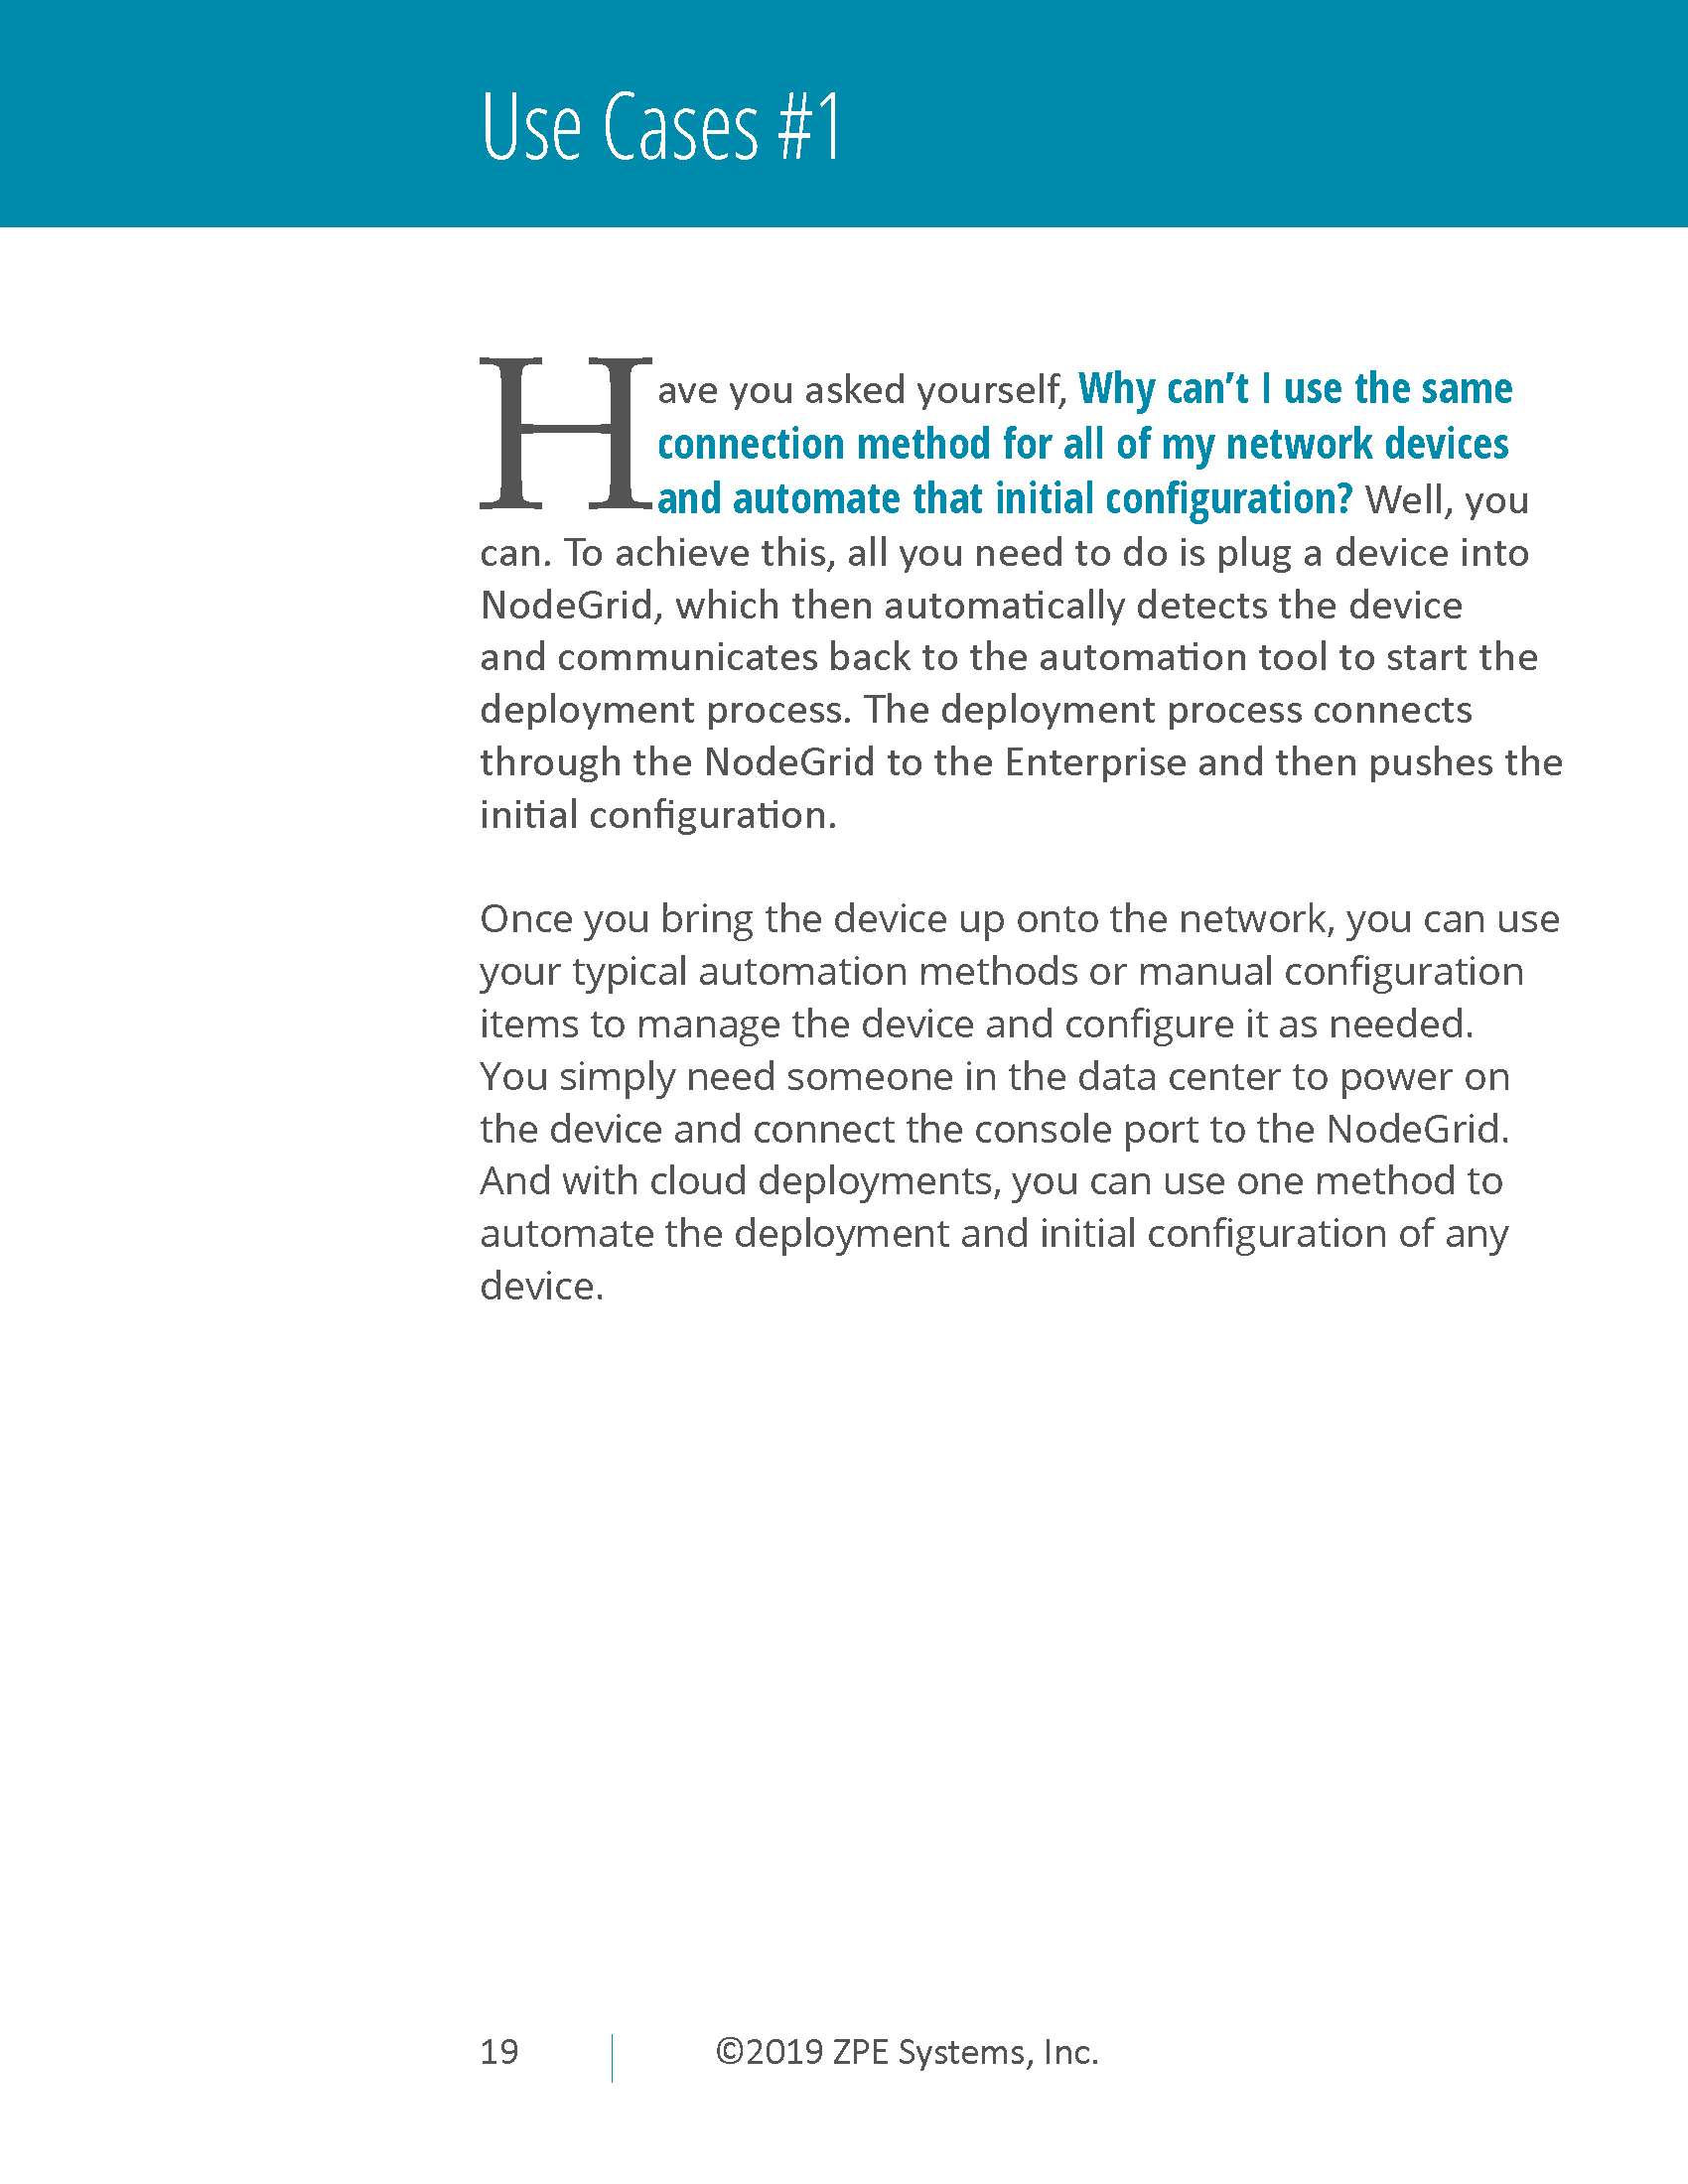 Use Cases #1
Have you asked yourself, Why can’t I use the same
connection method for all of my network devices
and automate that initial configuration? Well, you
can. To achieve this, all you need to do is plug a device into
NodeGrid, which then automatically detects the device
and communicates back to the automation tool to start the
deployment process. The deployment process connects
through the NodeGrid to the Enterprise and then pushes the
initial configuration.
Once you bring the device up onto the network, you can use
your typical automation methods or manual configuration
items to manage the device and configure it as needed.
You simply need someone in the data center to power on
the device and connect the console port to the NodeGrid.
And with cloud deployments, you can use one method to
automate the deployment and initial configuration of any
device.
19 ©2019 ZPE Systems, Inc.